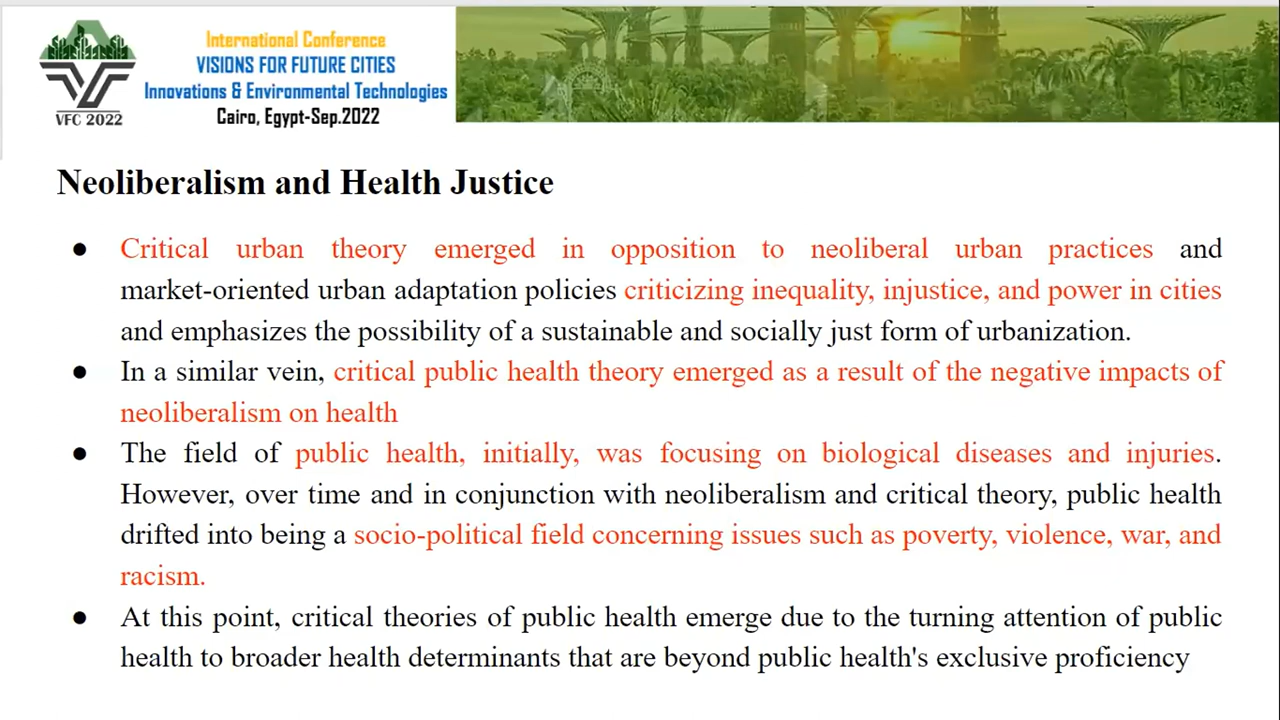 VFC 2022
International Conference
VISIONS FOR FUTURE CITIES
Innovations & Environmental Technologies
Cairo, Egypt-Sep.2022
Neoliberalism and Health Justice
● Critical urban theory emerged in opposition to neoliberal urban practices and
market-oriented urban adaptation policies criticizing inequality, injustice, and power in cities
and emphasizes the possibility of a sustainable and socially just form of urbanization.
● In a similar vein, critical public health theory emerged as a result of the negative impacts of
neoliberalism on health
● The field of public health, initially, was focusing on biological diseases and injuries.
However, over time and in conjunction with neoliberalism and critical theory, public health
drifted into being a socio-political field concerning issues such as poverty, violence, war, and
racism.
● At this point, critical theories of public health emerge due to the turning attention of public
health to broader health determinants that are beyond public health's exclusive proficiency